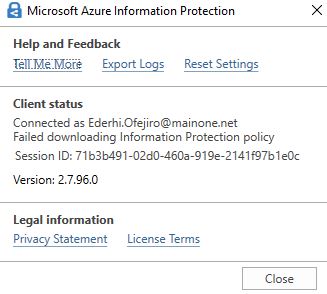 Microsoft Azure Information Protection
Help and Feedback
Tell Me More Export Logs Reset Settings
Client status
Connected as Ederhi.Ofejiro@mainone.net
Failed downloading Information Protection policy
Session ID: 71b3b491-02d0-460a-919e-2141f97b1e0c
Version: 2.7.96.0
Legal information
Privacy Statement License Terms
Close